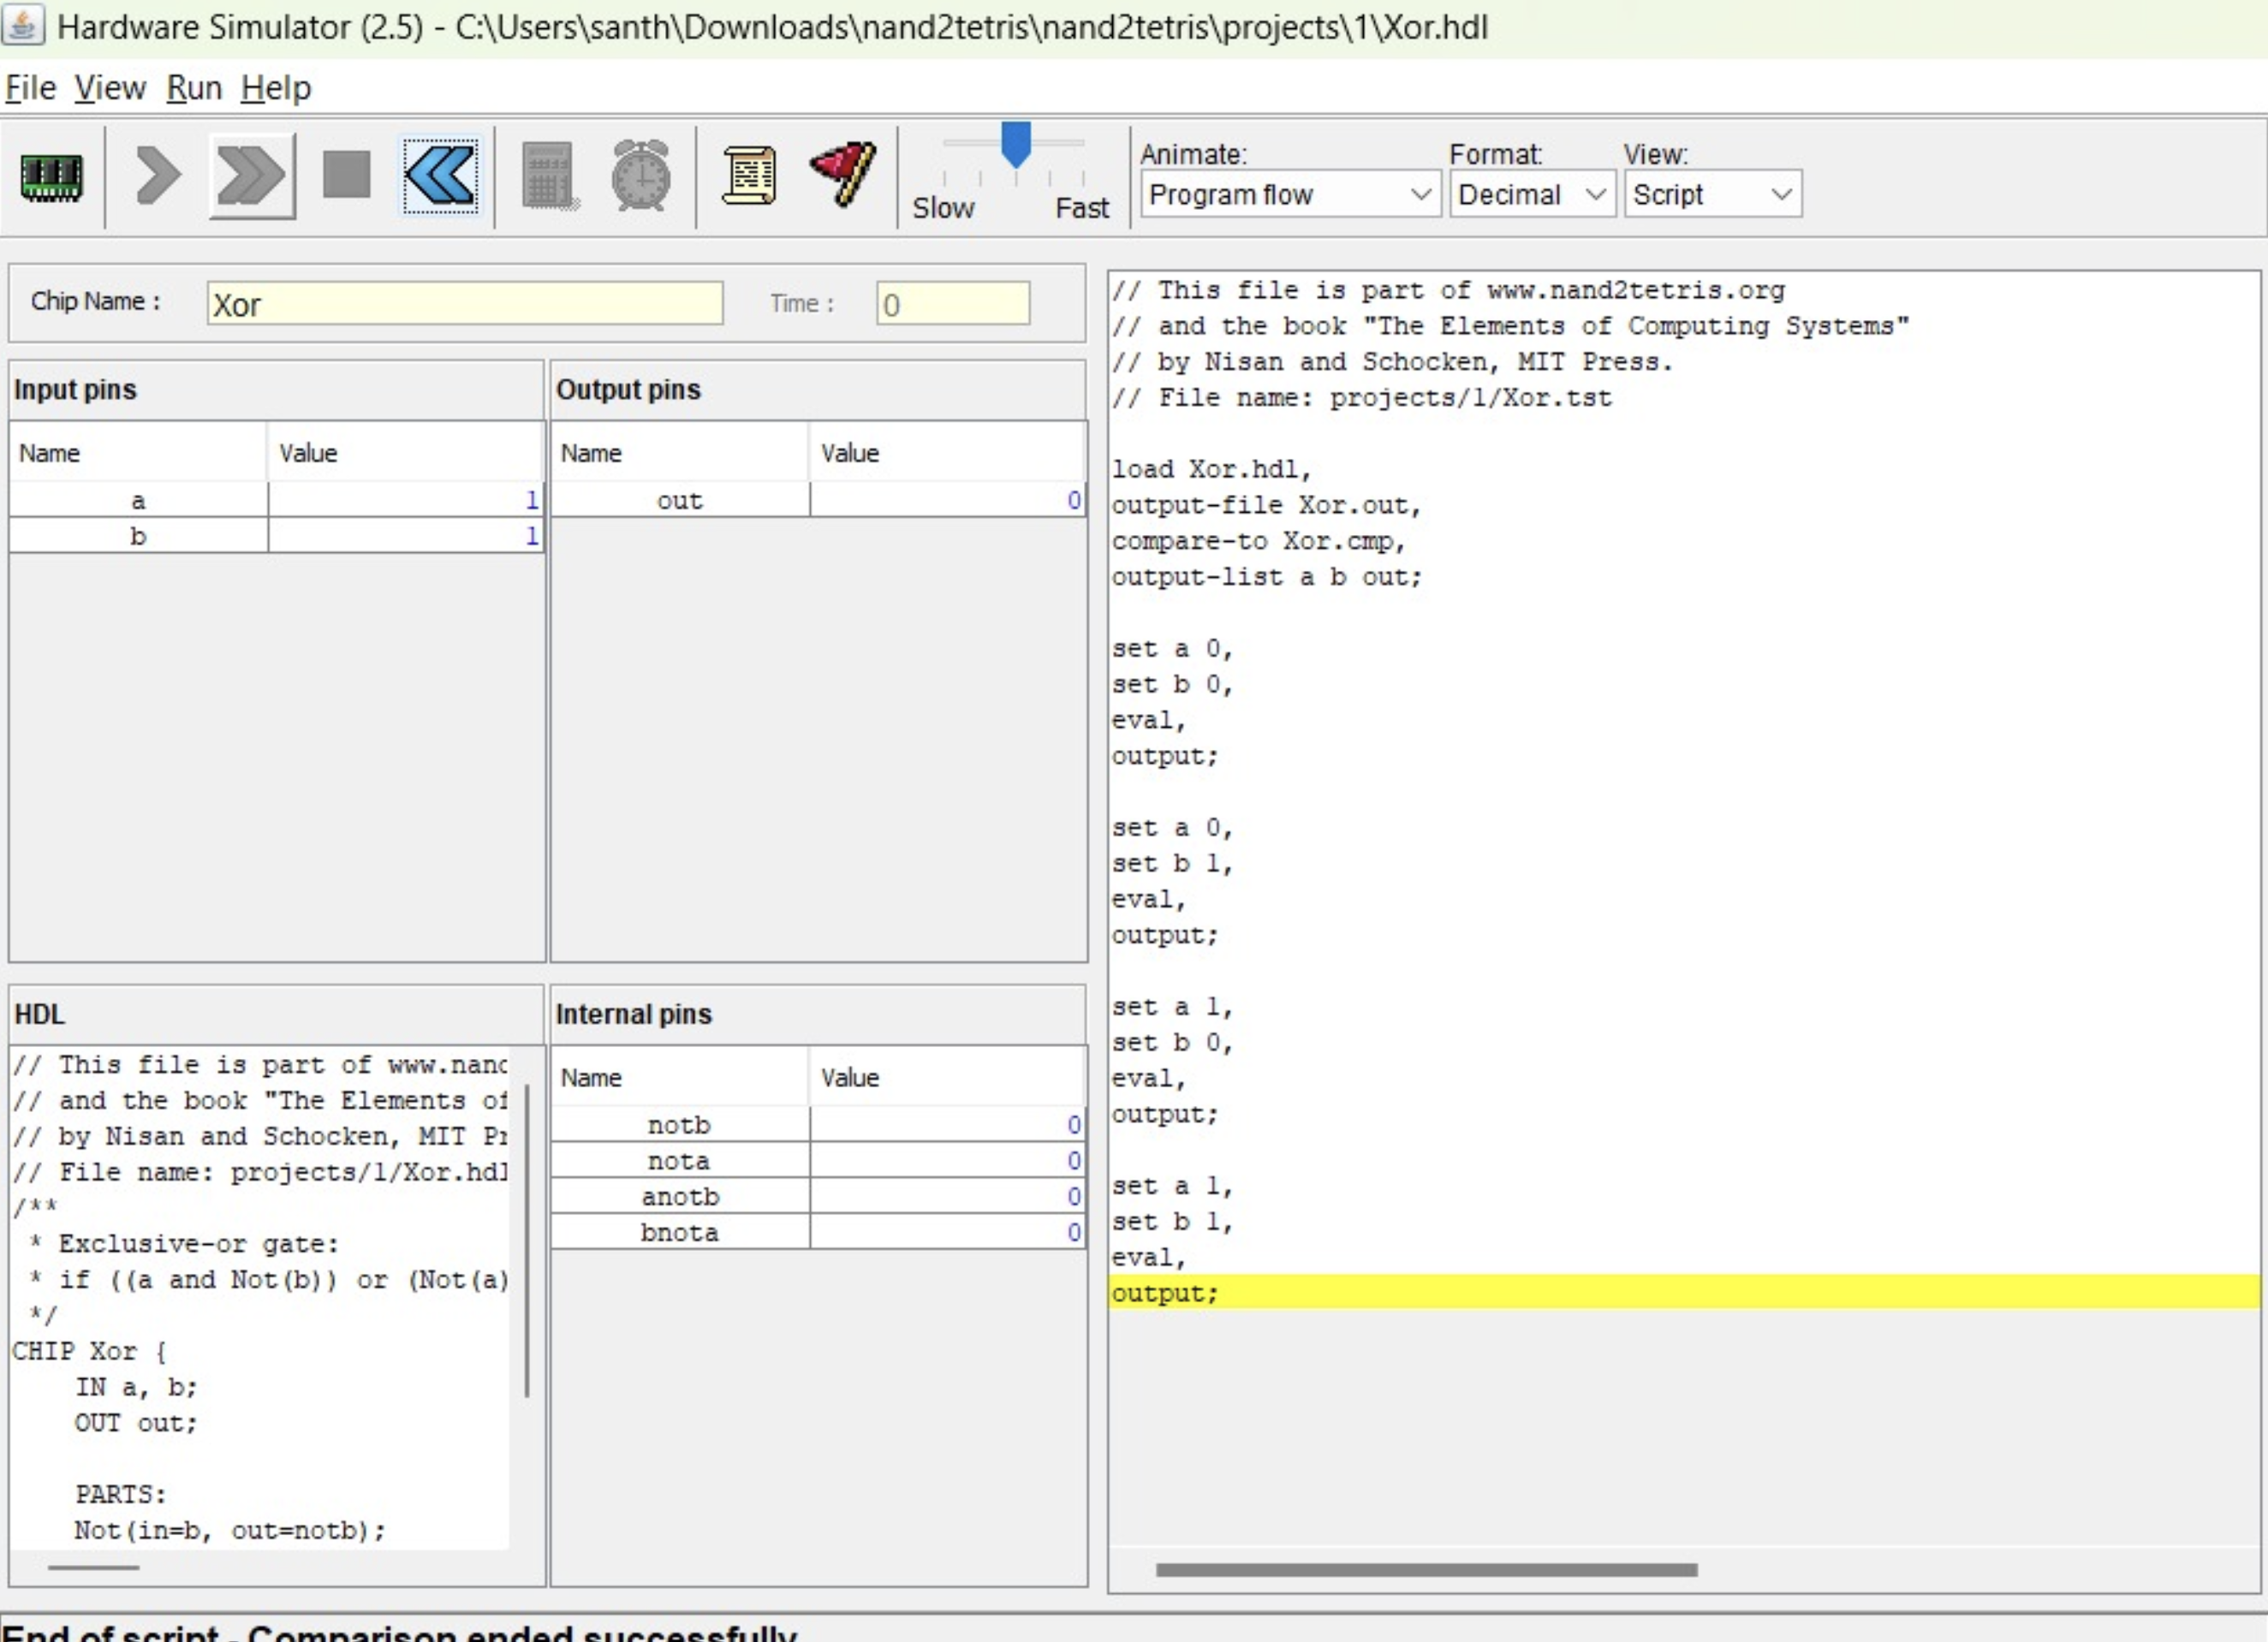 Hardware Simulator (2.5) - C:\Users\santh\Downloads\nand2tetris\nand2tetris\projects\1\Xor.hdl
File View Run Help
Slow Fast
Animate: Format: View:
Program flow Decimal Script
Chip Name : Xor Time : 0
Input pins
Name Value
a 1
b 1
Output pins
Name Value
out 0
HDL
// This file is part of www.nand
// and the book "The Elements of
// by Nisan and Schocken, MIT Pr
// File name: projects/1/Xor.hdl
/**
* Exclusive-or gate:
* if ((a and Not(b)) or (Not(a)
*/
CHIP Xor {
IN a, b;
OUT out;
PARTS:
Not(in=b, out=notb);
Internal pins
Name Value
notb 0
nota 0
anotb 0
bnota 0
// This file is part of www.nand2tetris.org
// and the book "The Elements of Computing Systems"
// by Nisan and Schocken, MIT Press.
// File name: projects/1/Xor.tst
load Xor.hdl,
output-file Xor.out,
compare-to Xor.cmp,
output-list a b out;
set a 0,
set b 0,
eval,
output;
set a 0,
set b 1,
eval,
output;
set a 1,
set b 0,
eval,
output;
set a 1,
set b 1,
eval,
output;
End of script - Comparison ended successfully